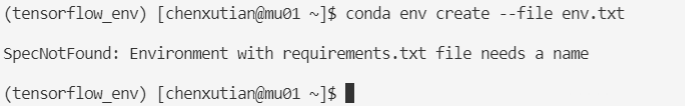 (tensorflow_env) [chenxutian@mu01 ~]$ conda env create --file env.txt
SpecNotFound: Environment with requirements.txt file needs a name
(tensorflow_env) [chenxutian@mu01 ~]$